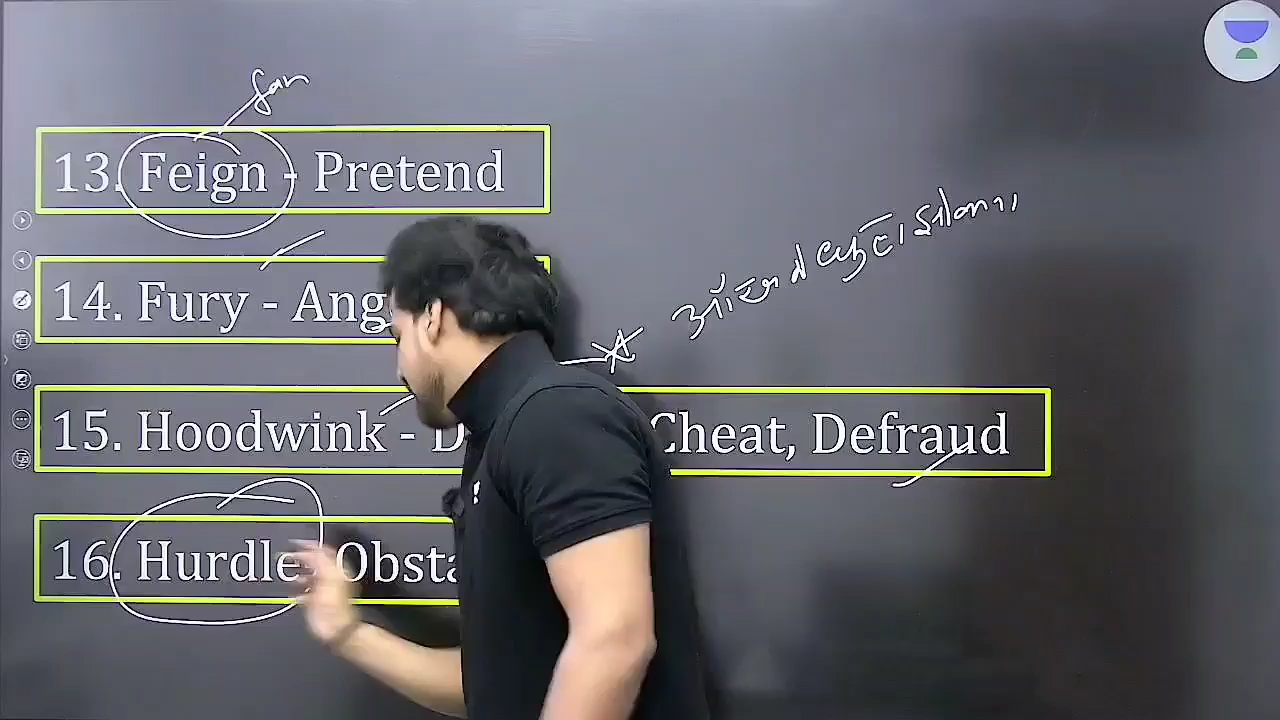 13. Feign - Pretend
14. Fury - Ang
15. Hoodwink - D Cheat, Defraud
16. Hurdle Obsta